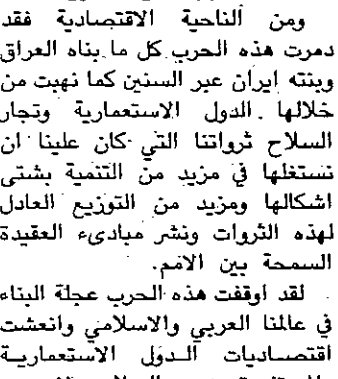 ومن الناحية الاقتصادية فقد
دمرت هذه الحرب كل ما بناه العراق
وبنته ايران عبر السنين كما نهبت من
خلالها الدول الاستعمارية وتجار
السلاح ثرواتنا التي كان علينا ان
نستغلها في مزيد من التنمية بشتى
اشكالها ومزيد من التوزيع العادل
لهذه الثروات ونشر مبادىء العقيدة
السمحة بين الامم.
لقد اوقفت هذه الحرب عجلة البناء
في عالمنا العربي والاسلامي وانعشت
اقتصاديات الدول الاستعمارية